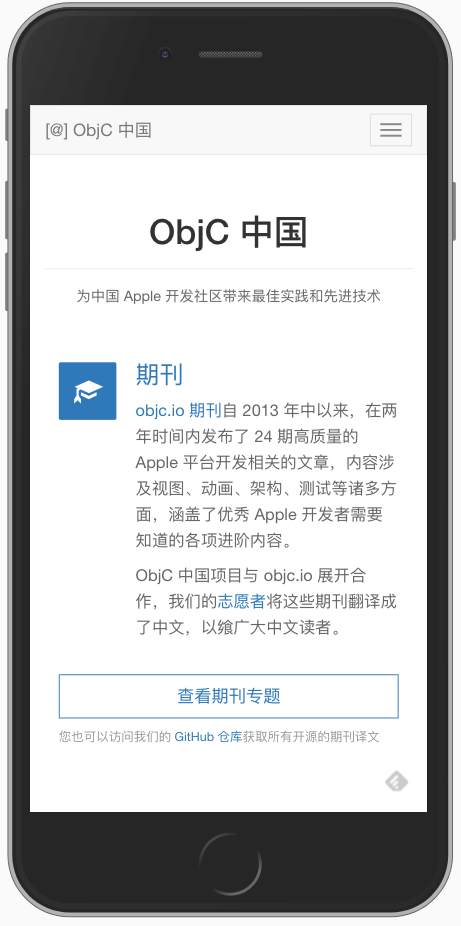 [@] ObjC 中国
ObjC 中国
为中国 Apple 开发社区带来最佳实践和先进技术
期刊
objc.io 期刊自 2013 年中以来，在两
年时间内发布了 24 期高质量的
Apple 平台开发相关的文章，内容涉
及视图、动画、架构、测试等诸多方
面，涵盖了优秀 Apple 开发者需要
知道的各项进阶内容。
ObjC 中国项目与 objc.io 展开合
作，我们的志愿者将这些期刊翻译成
了中文，以飨广大中文读者。
查看期刊专题
您也可以访问我们的 GitHub 仓库获取所有开源的期刊译文